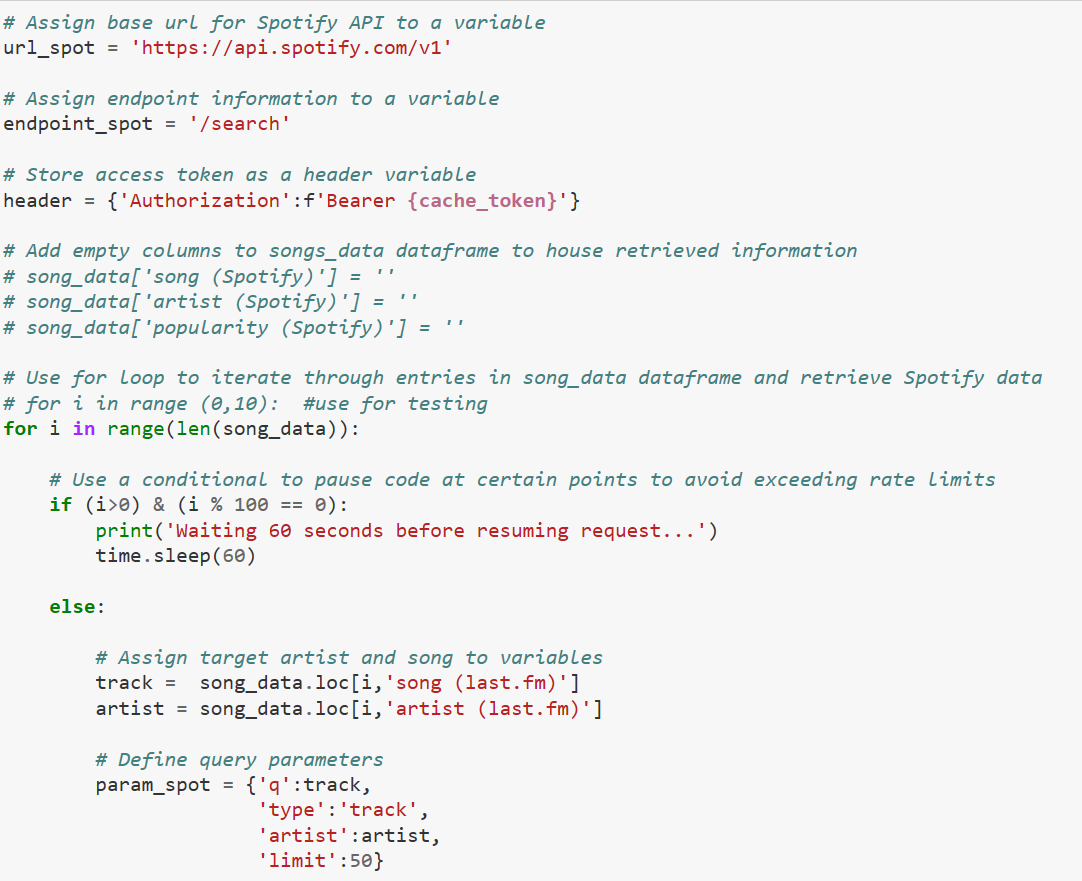 # Assign base url for Spotify API to a variable
url_spot = 'https://api.spotify.com/v1'
# Assign endpoint information to a variable
endpoint_spot = '/search'
# Store access token as a header variable
header = {'Authorization':f'Bearer {cache_token}'}
# Add empty columns to songs_data dataframe to house retrieved information
# song_data['song (Spotify)'] = ''
# song_data['artist (Spotify)'] = ''
# song_data['popularity (Spotify)'] = ''
# Use for loop to iterate through entries in song_data dataframe and retrieve Spotify data
# for i in range (0,10):  #use for testing
for i in range(len(song_data)):
    # Use a conditional to pause code at certain points to avoid exceeding rate limits
    if (i>0) & (i % 100 == 0):
        print('Waiting 60 seconds before resuming request...')
        time.sleep(60)
    else:
        # Assign target artist and song to variables
        track =  song_data.loc[i,'song (last.fm)']
        artist = song_data.loc[i,'artist (last.fm)']
        # Define query parameters
        param_spot = {'q':track,
                      'type':'track',
                      'artist':artist,
                      'limit':50}